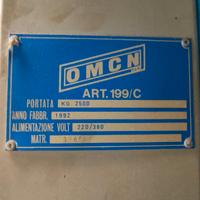 OMCN
ART. 199/C
PORTATA KG. 2500
ANNO FABBR. 1992
ALIMENTAZIONE VOLT 220/380
MATR.